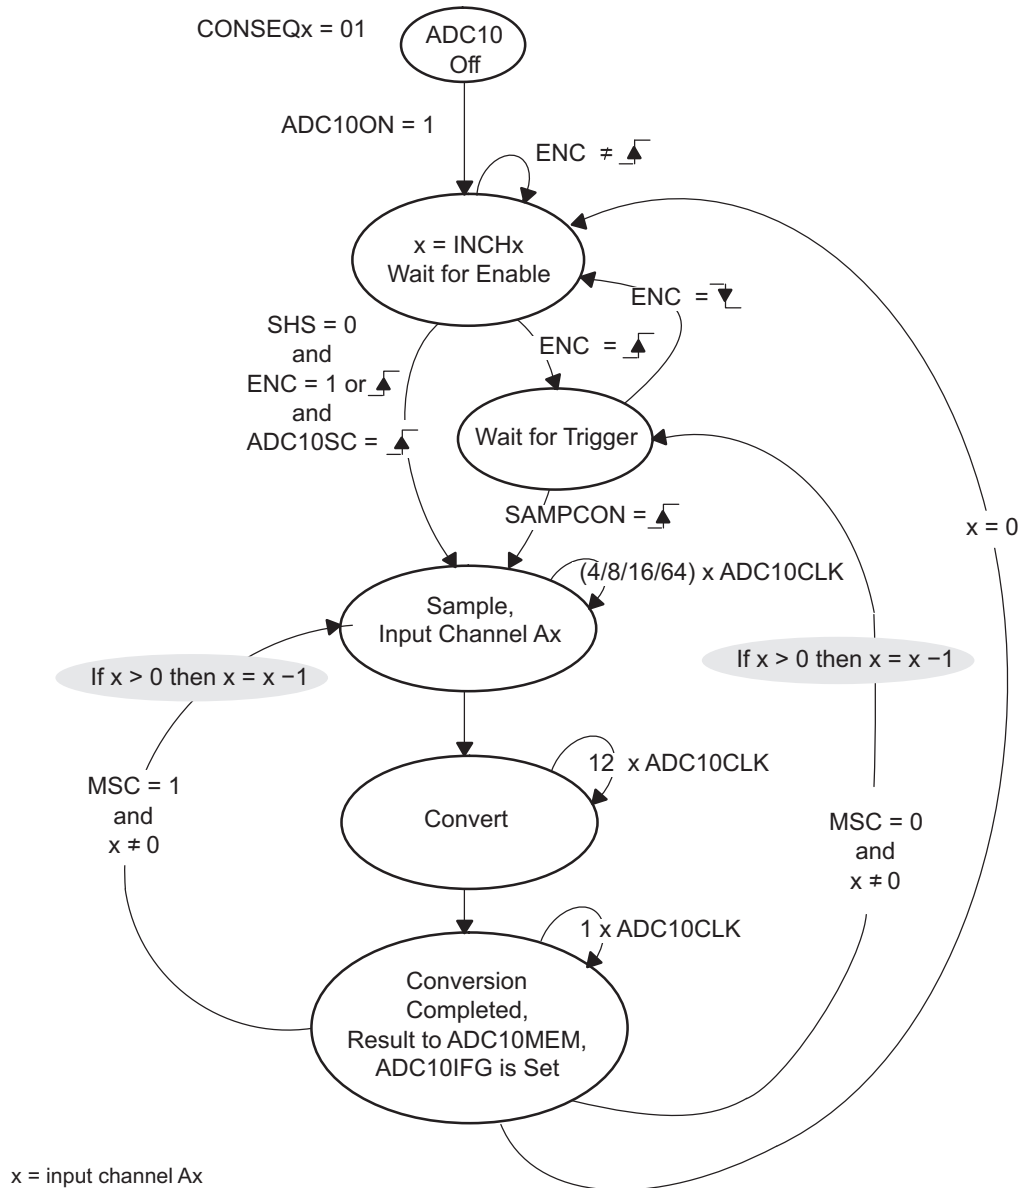 CONSEQx = 01
ADC10
Off
ADC10ON = 1
ENC ≠
x = INCHx
Wait for Enable
ENC =
SHS = 0
and
ENC = 1 or
and
ADC10SC =
ENC =
Wait for Trigger
SAMPCON =
x = 0
(4/8/16/64) x ADC10CLK
Sample,
Input Channel Ax
If x > 0 then x = x −1
If x > 0 then x = x −1
12 x ADC10CLK
Convert
MSC = 1
and
x ≠ 0
MSC = 0
and
x ≠ 0
1 x ADC10CLK
Conversion
Completed,
Result to ADC10MEM,
ADC10IFG is Set
x = input channel Ax